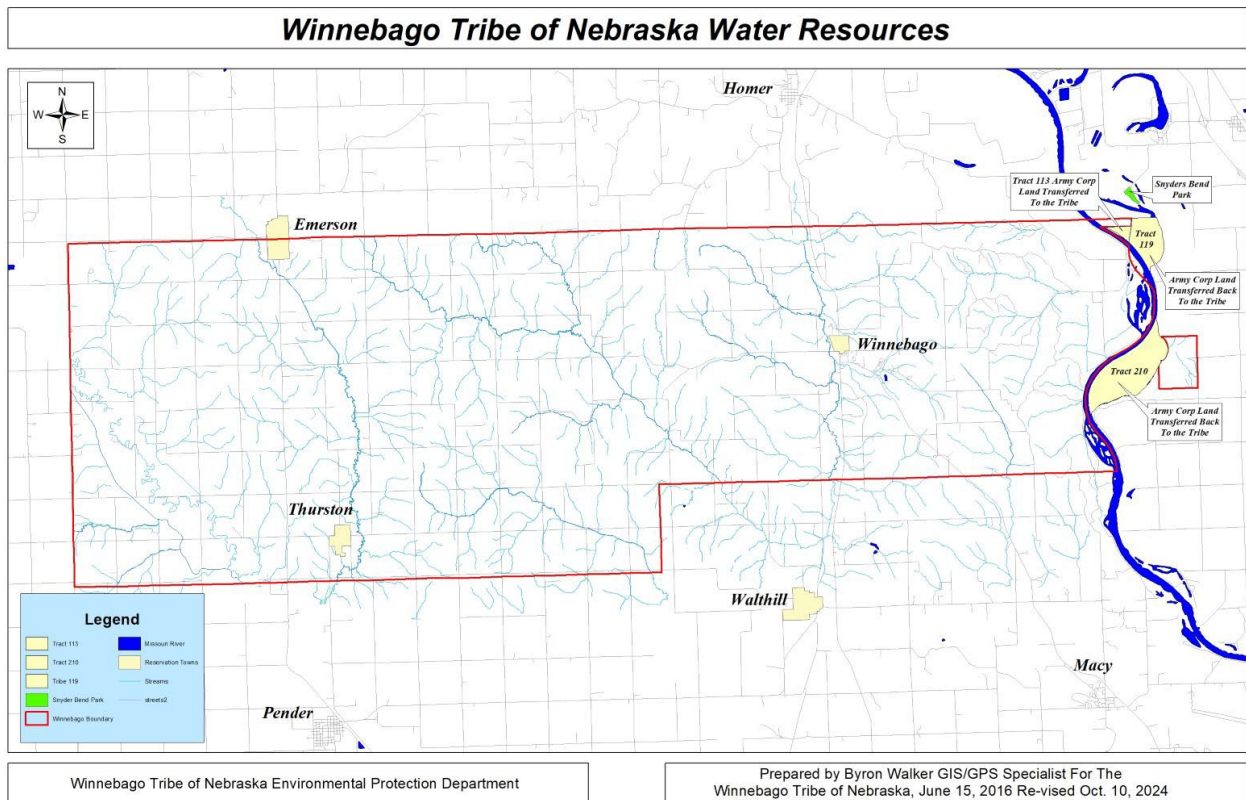 Winnebago Tribe of Nebraska Water Resources
N
W E
S
Homer
Tract 113 Army Corp
Land Transferred
To the Tribe
Snyders Bend
Park
Emerson
Tract
119
Army Corp Land
Transferred Back
To the Tribe
Winnebago
Tract 210
Army Corp Land
Transferred Back
To the Tribe
Thurston
Walthill
Macy
Pender
Legend
Tract 113
Tract 210
Tribe 119
Snyder Bend Park
Winnebago Boundary
Missouri River
Reservation Towns
Streams
streets2
Winnebago Tribe of Nebraska Environmental Protection Department
Prepared by Byron Walker GIS/GPS Specialist For The
Winnebago Tribe of Nebraska, June 15, 2016 Re-vised Oct. 10, 2024